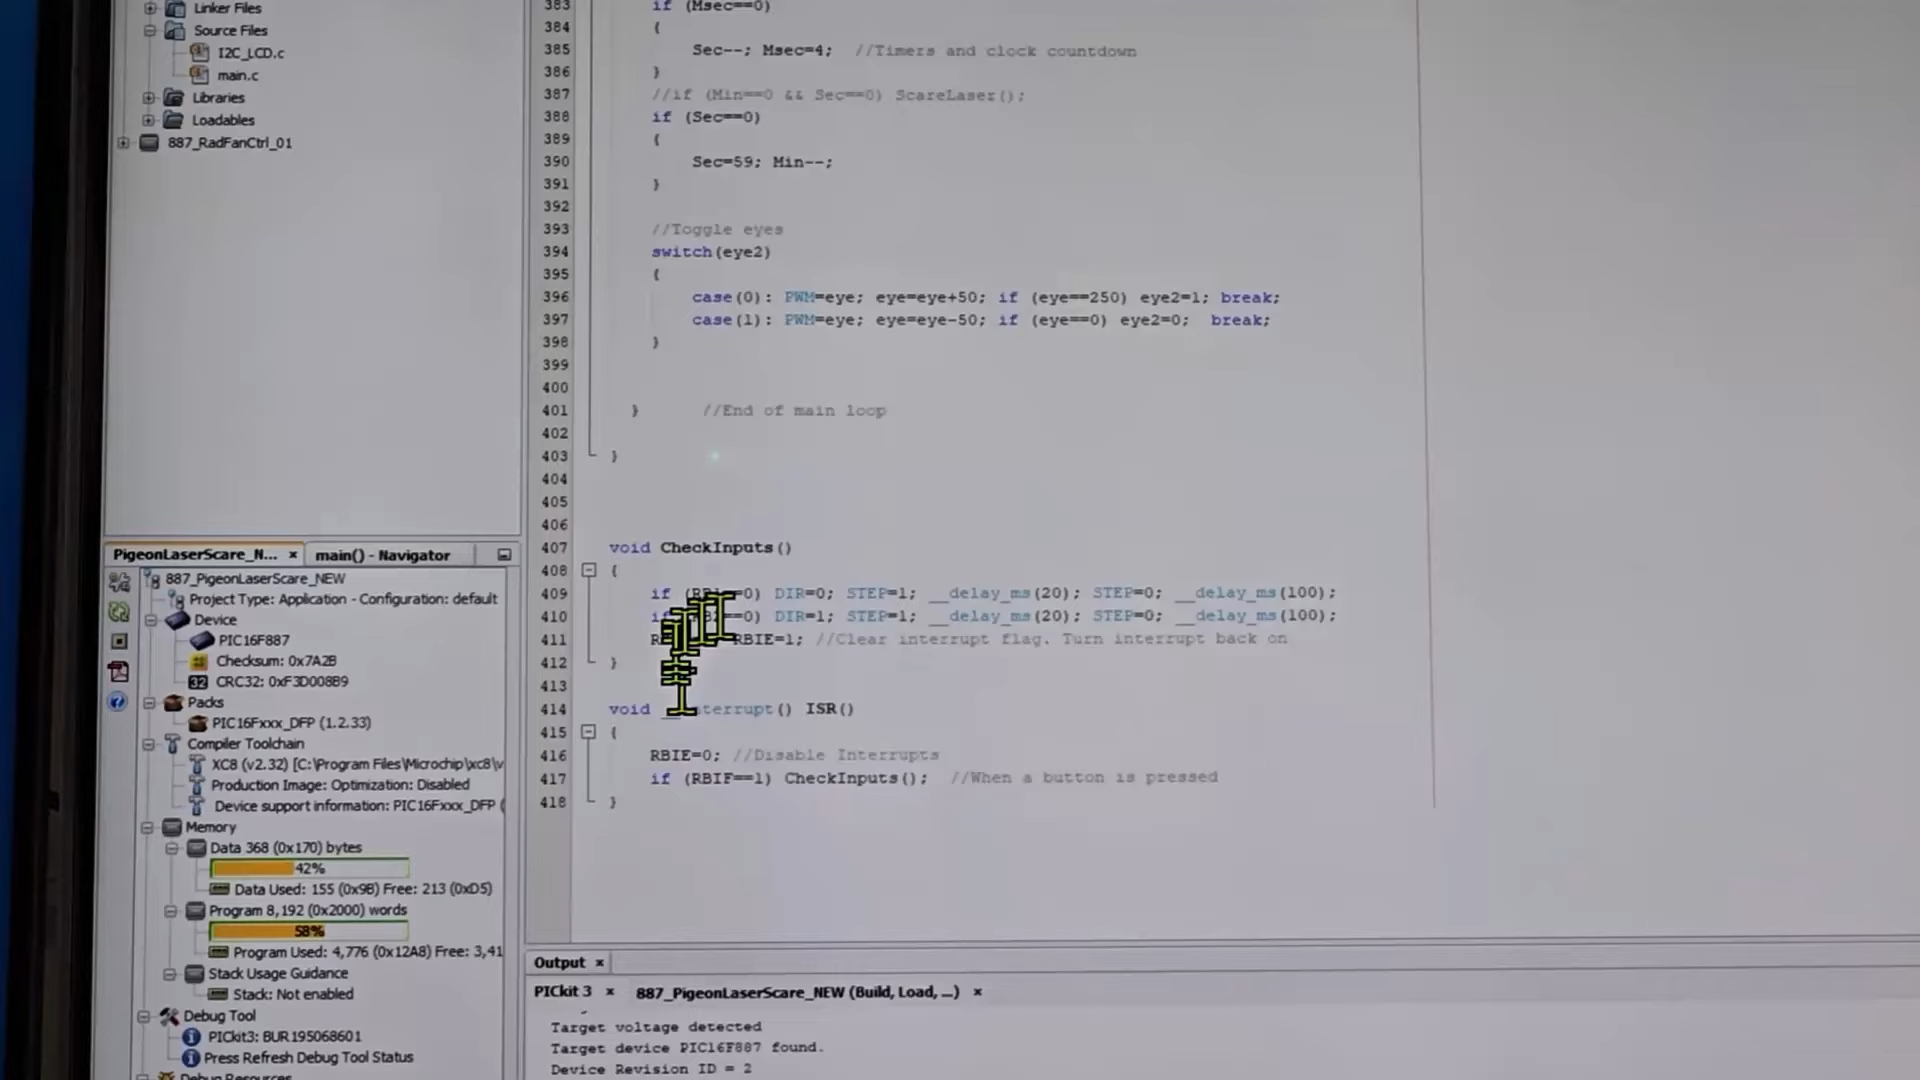 Linker Files
Source Files
I2C_LCD.c
main.c
Libraries
Loadables
887_RadFanCtrl_01
PigeonLaserScare_N... ×
main() - Navigator
887_PigeonLaserScare_NEW
Project Type: Application - Configuration: default
Device
PIC16F887
Checksum: 0x7A2B
32 CRC32: 0xF3D008B9
Packs
PIC16Fxxx_DFP (1.2.33)
Compiler Toolchain
XC8 (v2.32) [C:\Program Files\Microchip\xc8\v
Production Image: Optimization: Disabled
Device support information: PIC16Fxxx_DFP (
Memory
Data 368 (0x170) bytes
42%
Data Used: 155 (0x9B) Free: 213 (0xD5)
Program 8,192 (0x2000) words
58%
Program Used: 4,776 (0x12A8) Free: 3,41
Stack Usage Guidance
Stack: Not enabled
Debug Tool
PICkit3: BUR195068601
Press Refresh Debug Tool Status
Debug Resources
383 if (Msec==0)
384 {
385 Sec--; Msec=4; //Timers and clock countdown
386 }
387 //if (Min==0 && Sec==0) ScareLaser();
388 if (Sec==0)
389 {
390 Sec=59; Min--;
391 }
392
393 //Toggle eyes
394 switch(eye2)
395 {
396 case(0): PWM=eye; eye=eye+50; if (eye==250) eye2=1; break;
397 case(1): PWM=eye; eye=eye-50; if (eye==0) eye2=0; break;
398 }
399
400
401 } //End of main loop
402
403 }
404
405
406
407 void CheckInputs()
408 {
409 if ( ==0) DIR=0; STEP=1; __delay_ms(20); STEP=0; __delay_ms(100);
410 ==0) DIR=1; STEP=1; __delay_ms(20); STEP=0; __delay_ms(100);
411 RBIE=1; //Clear interrupt flag. Turn interrupt back on
412 }
413
414 void terrupt() ISR()
415 {
416 RBIE=0; //Disable Interrupts
417 if (RBIF==1) CheckInputs(); //When a button is pressed
418 }
Output ×
PICkit 3 ×
887_PigeonLaserScare_NEW (Build, Load, ...) ×
Target voltage detected
Target device PIC16F887 found.
Device Revision ID = 2